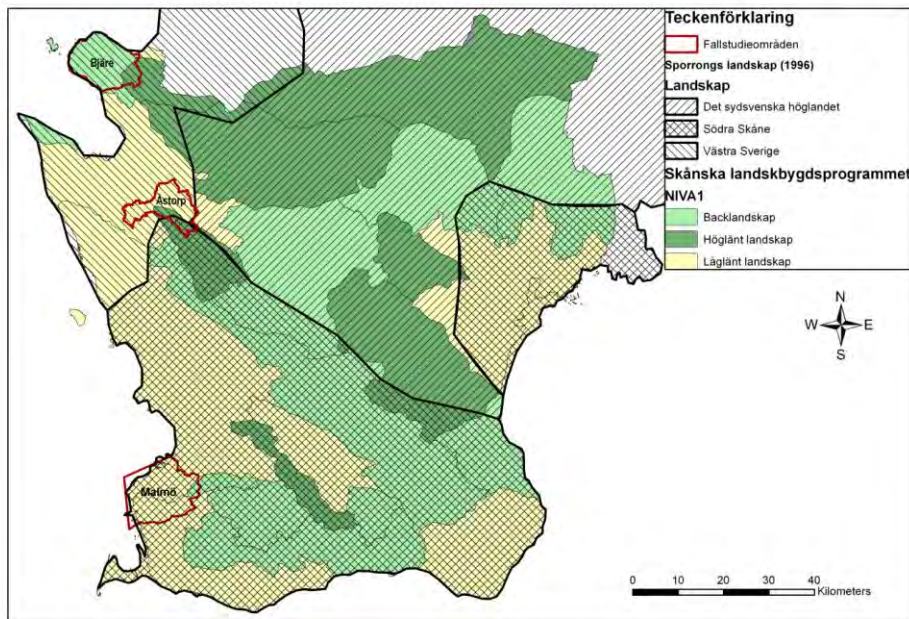 Teckenförklaring
Fallstudieområden
Sporrongs landskap (1996)
Landskap
Det sydsvenska höglandet
Södra Skåne
Västra Sverige
Skånska landskbygdsprogrammet
NIVA1
Backlandskap
Höglänt landskap
Låglänt landskap
Bjäre
Åstorp
Malmö
N
W E
S
0 10 20 30 40
Kilometers